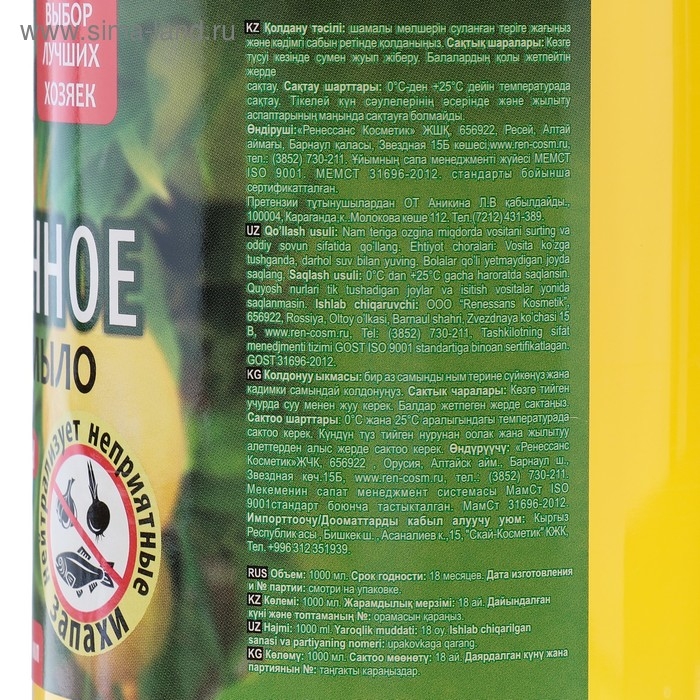 © www.sima-land.ru
ВЫБОР
ЛУЧШИХ
ХОЗЯЕК
ННОЕ
МЫЛО
нейтрализует неприятные
запахи
KZ Қолдану тәсілі: шамалы мөлшерін суланған теріге жағыңыз
және кәдімгі сабын ретінде қолданыңыз. Сақтық шаралары: Көзге
түсуі кезінде сумен жуып жіберу. Балалардың қолы жетпейтін
жерде
сақтау. Сақтау шарттары: 0°С-ден +25°С дейін температурада
сақтау. Тікелей күн сәулелерінің әсерінде және жылыту
аспаптарының маңында сақтауға болмайды.
Өндіруші:«Ренессанс Косметик» ЖШҚ, 656922, Ресей, Алтай
аймағы, Барнаул қаласы, Звездная 15Б көшесі,www.ren-cosm.ru,
тел.: (3852) 730-211. Ұйымның сапа менеджменті жүйесі МЕМСТ
ISO 9001. МЕМСТ 31696-2012. стандарты бойынша
сертификатталған.
Претензии тұтынушылардан ОТ Аникина Л.В қабылдайды.,
100004, Караганда,к. Молокова көше 112. Тел. (7212) 431-389.
UZ Qo'llash usuli: Nam teriga ozgina migdorda vositani surting va
oddiy sovun sifatida go'llang. Ehtiyot choralari: Vosita ko'zga
tushganda, darhol suv bilan yuving. Bolalar qo'li yetmaydigan joyda
saqlang. Saqlash usuli: 0°C dan +25°C gacha haroratda saqlansin.
Quyosh nurlari tik tushadigan joylar va isitish vositalar yonida
saqlanmasin. Ishlab chiqaruvchi: OOO "Renessans Kosmetik",
656922, Rossiya, Oltoy o'lkasi, Barnaul shahri, Zvezdnaya ko'chasi 15
B, www.ren-cosm.ru. Tel: (3852) 730-211, Tashkilotning sifat
menedjmenti tizimi GOST ISO 9001 standartiga binoan sertifikatlagan.
GOST 31696-2012.
KG Колдонуу ыкмасы: бир аз самынды ным терине сүйкөңүз жана
кадимки самындай колдонуңуз. Сактык чаралары: Көзгө тийген
учурда суу менен жуу керек. Балдар жетпеген жерде сактаңыз.
Сактоо шарттары: 0°С жана 25°С аралыгындагы температурада
сактоо керек. Күндүн түз тийген нурунан оолак жана жылытуу
алеттерден алыс жерде сактоо керек. Өндүрүүчү: «Ренессанс
Косметик»ЖЧК, 656922 , Орусия, Алтайск айм., Барнаул ш.,
Звездная көч.15Б, www.ren-cosm.ru, тел. (3852) 730-211.
Мекеменин сапат менеджмент системасы МамСт ISO
9001стандарт боюнча тастыкталган. МамСт 31696-2012.
Импорттоочу/Дооматтарды кабыл алуучу уюм: Кыргыз
Республикасы , Бишкек ш., Асаналиев к.,15, "Скай-Косметик" КЖК,
Тел.+996 312 351939.
RUS Объем: 1000 мл. Срок годности: 18 месяцев. Дата изготовления
и № партии: смотри на упаковке.
KZ Көлемі: 1000 мл. Жарамдылық мерзімі: 18 ай. Дайындалған
күні және топтаманың №: орамасын қараңыз.
UZ Hajmi: 1000 ml. Yaroqlik muddati: 18 oy. Ishlab chiqarilgan
sanasi va partiyaning nomeri: upakovkaga qarang.
KG Көлөмү: 1000 мл. Сактоо мөөнөтү: 18 ай. Даярдалган күнү жана
партиянын №: таңгакты караңыздар.